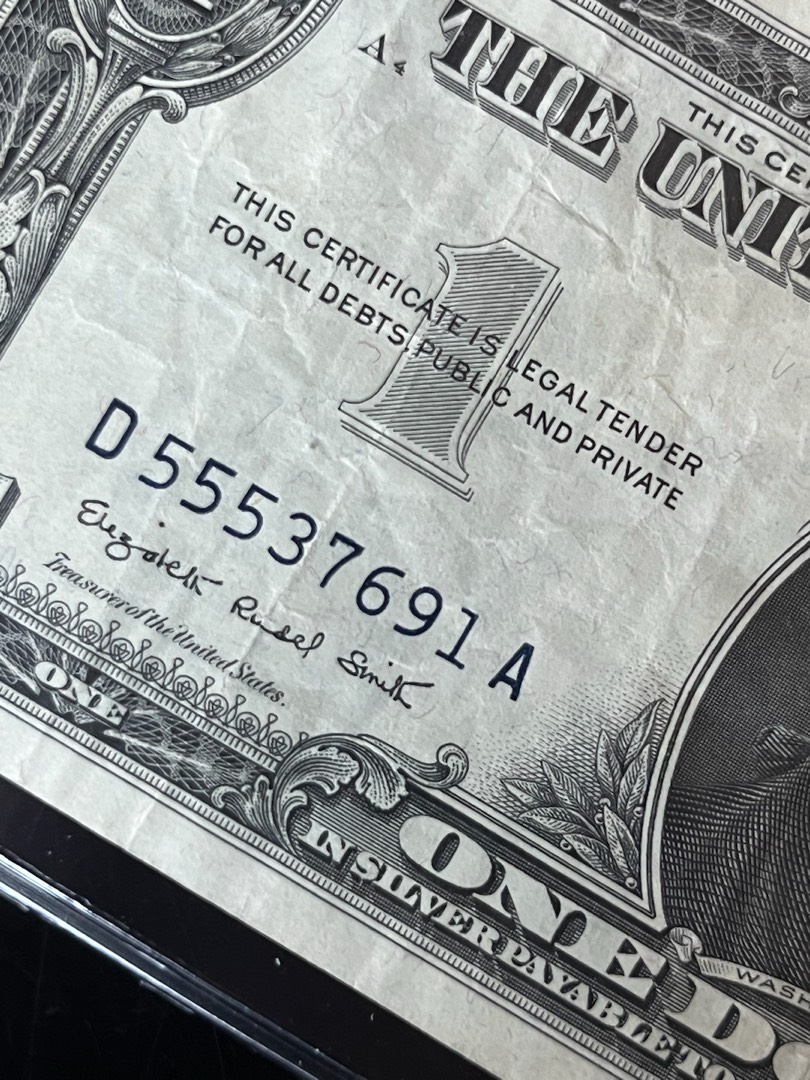 A4
THE UNI
THIS CE
THIS CERTIFICATE IS LEGAL TENDER
FOR ALL DEBTS, PUBLIC AND PRIVATE
1
D 55537691 A
Elizabeth Rudel Smith
Treasurer of the United States.
ONE
ONE D
WASH
IN SILVER PAYABLE TO